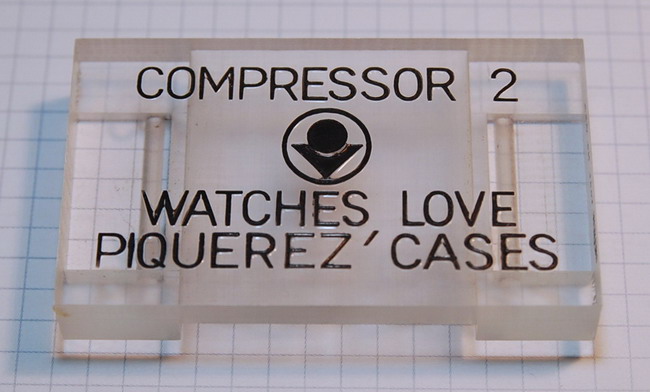 COMPRESSOR 2
WATCHES LOVE
PIQUEREZ' CASES